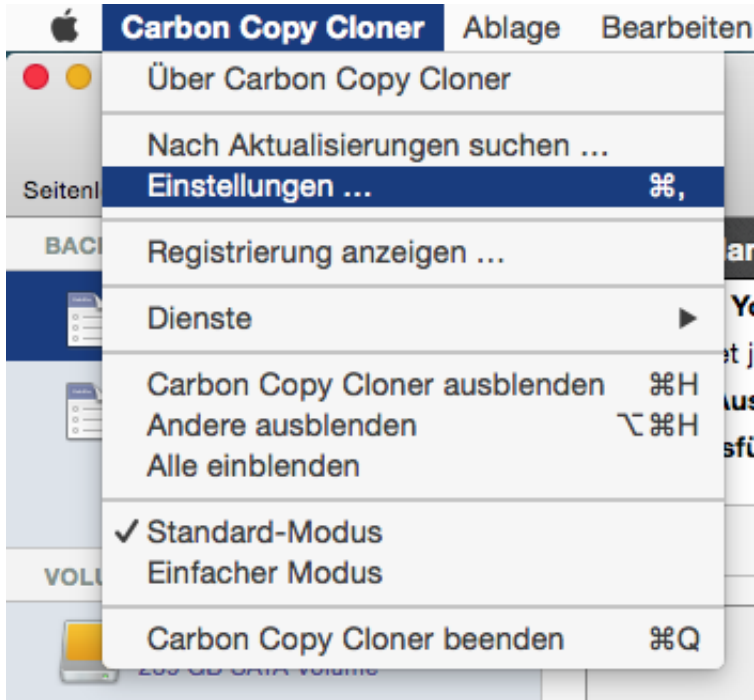 Carbon Copy Cloner Ablage Bearbeiten
Über Carbon Copy Cloner
Nach Aktualisierungen suchen ...
Einstellungen ... ⌘,
Registrierung anzeigen ...
Dienste ▶
Carbon Copy Cloner ausblenden ⌘H
Andere ausblenden ⌥⌘H
Alle einblenden
✓ Standard-Modus
Einfacher Modus
Carbon Copy Cloner beenden ⌘Q